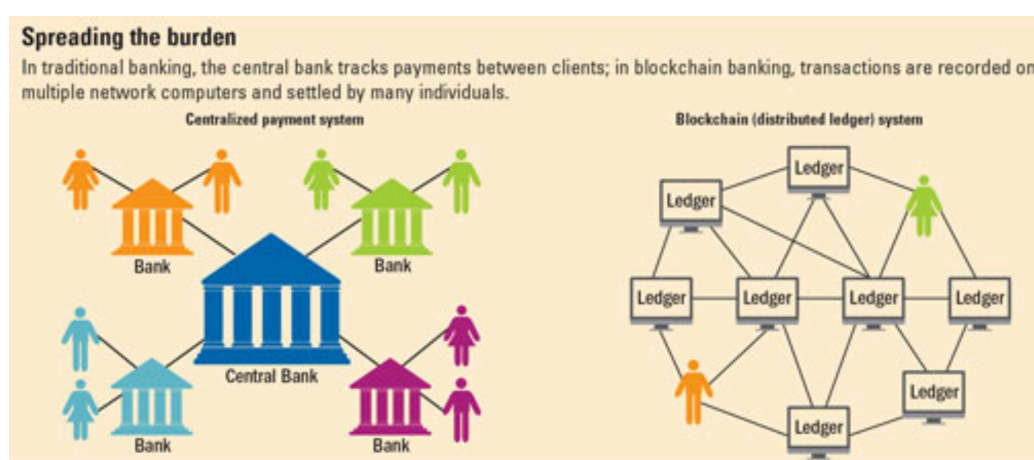 Spreading the burden
In traditional banking, the central bank tracks payments between clients; in blockchain banking, transactions are recorded on
multiple network computers and settled by many individuals.
Centralized payment system
Bank
Bank
Central Bank
Bank
Bank
Blockchain (distributed ledger) system
Ledger
Ledger
Ledger
Ledger
Ledger
Ledger
Ledger
Ledger